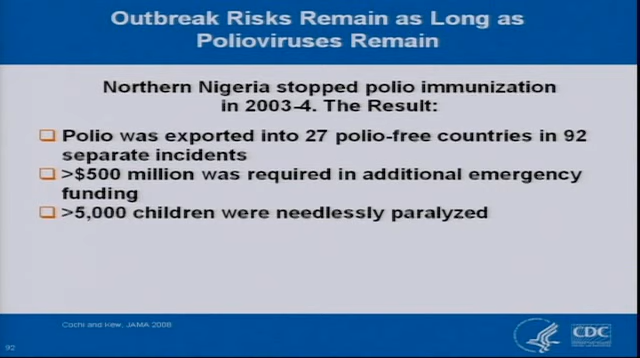 Outbreak Risks Remain as Long as
Polioviruses Remain
Northern Nigeria stopped polio immunization
in 2003-4. The Result:
Polio was exported into 27 polio-free countries in 92
separate incidents
>$500 million was required in additional emergency
funding
>5,000 children were needlessly paralyzed
Cochi and Kew, JAMA 2008
92
CDC